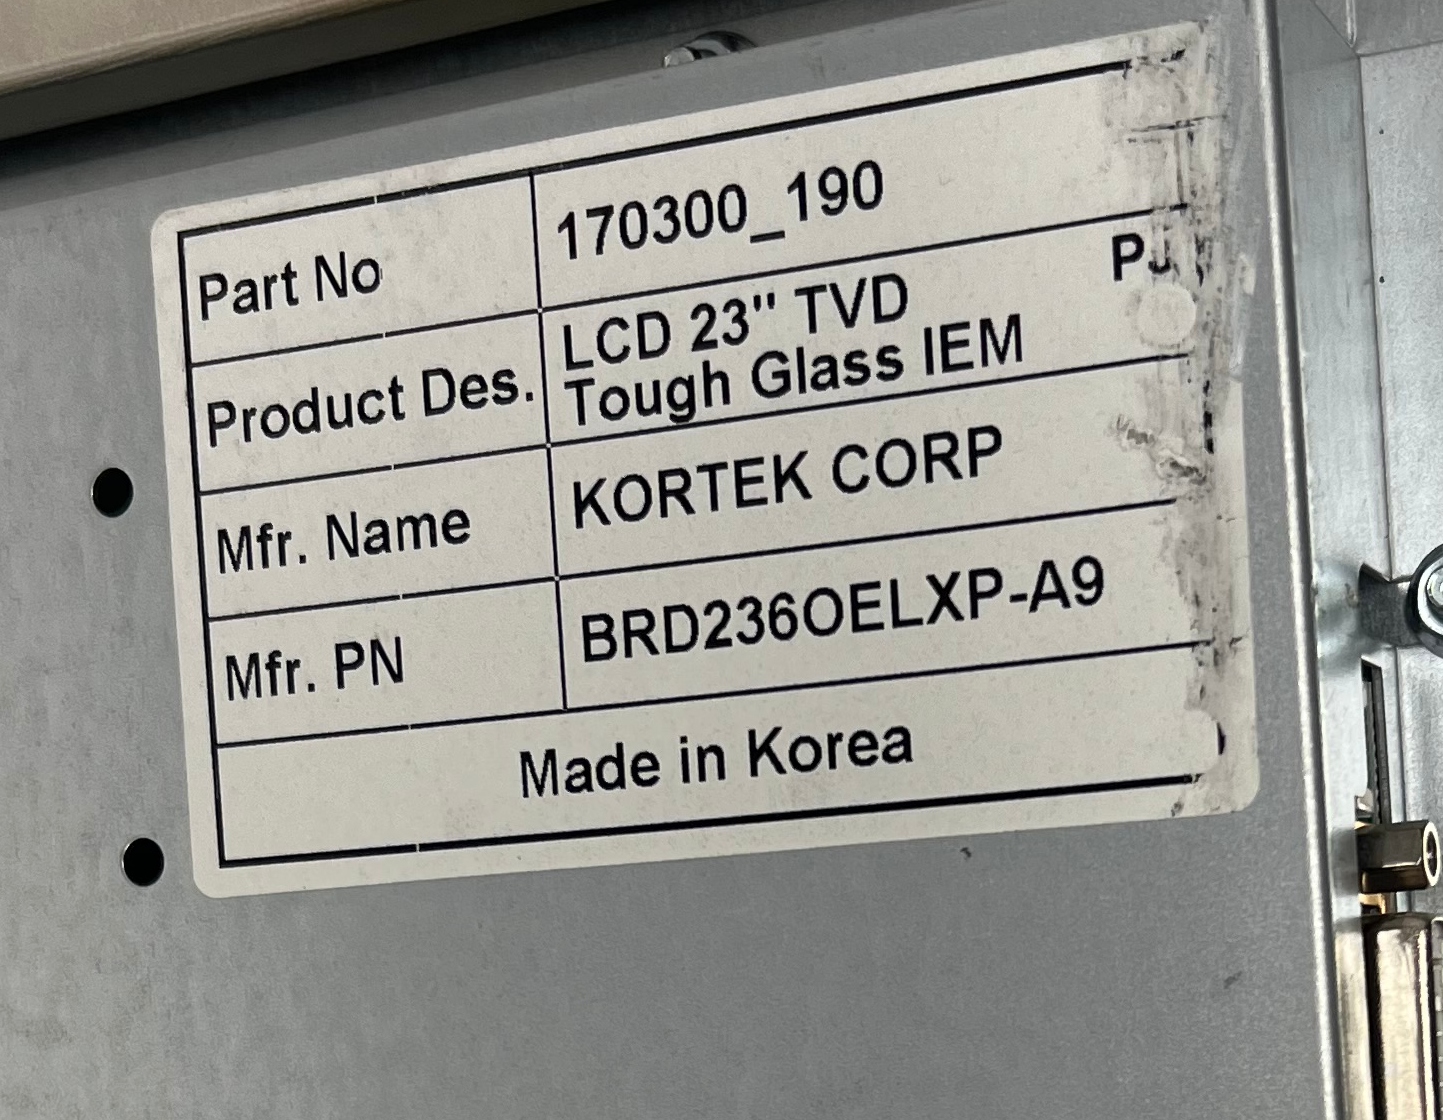 Part No 170300_190
Product Des. LCD 23" TVD
Tough Glass IEM
Mfr. Name KORTEK CORP
Mfr. PN BRD236OELXP-A9
Made in Korea